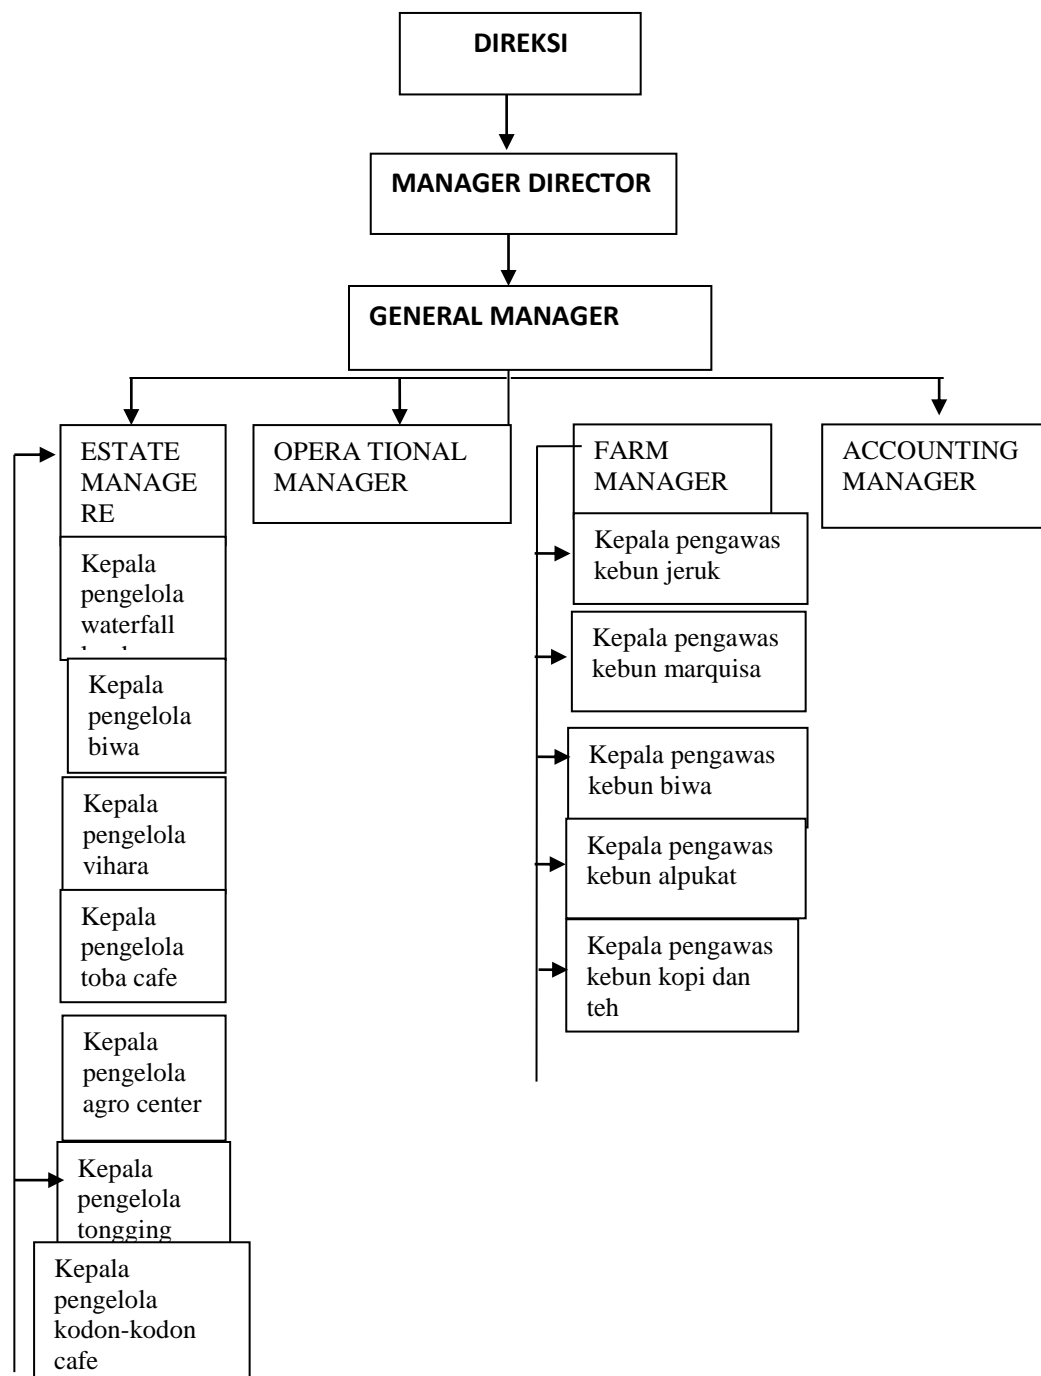 DIREKSI
MANAGER DIRECTOR
GENERAL MANAGER
ESTATE
MANAGE
RE
OPERA TIONAL
MANAGER
FARM
MANAGER
ACCOUNTING
MANAGER
Kepala
pengelola
waterfall
Kepala
pengelola
biwa
Kepala
pengelola
vihara
Kepala
pengelola
toba cafe
Kepala
pengelola
agro center
Kepala
pengelola
tongging
Kepala
pengelola
kodon-kodon
cafe
Kepala pengawas
kebun jeruk
Kepala pengawas
kebun marquisa
Kepala pengawas
kebun biwa
Kepala pengawas
kebun alpukat
Kepala pengawas
kebun kopi dan
teh